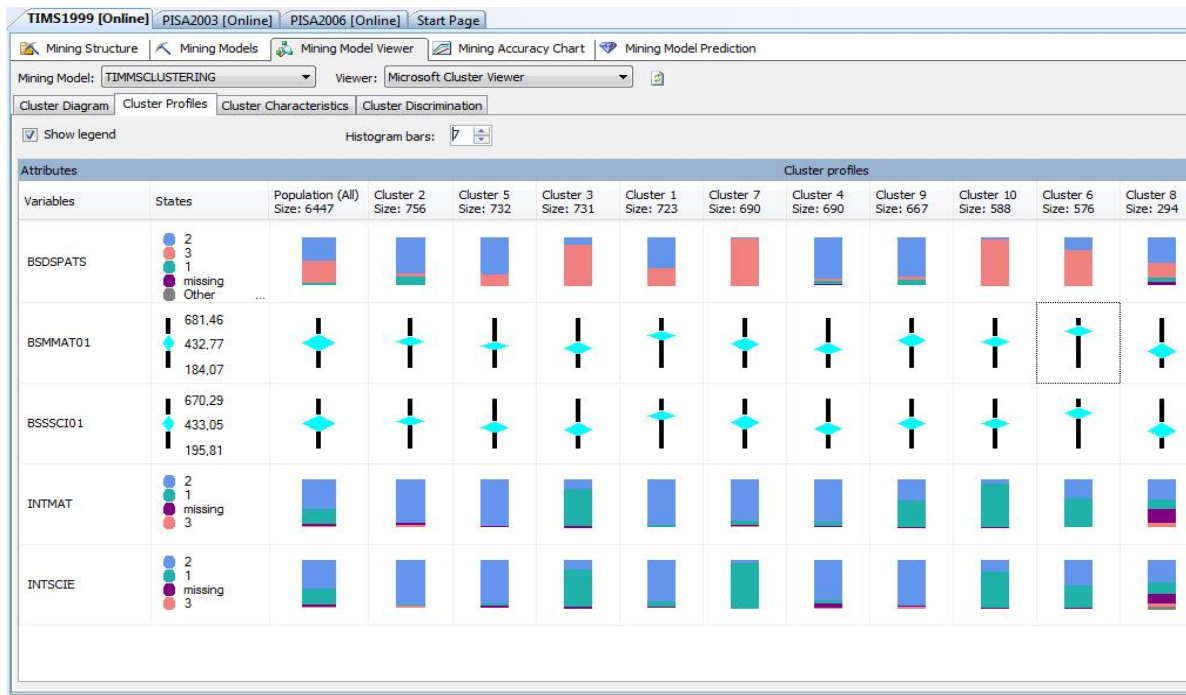 TIMS1999 [Online] PISA2003 [Online] PISA2006 [Online] Start Page
Mining Structure Mining Models Mining Model Viewer Mining Accuracy Chart Mining Model Prediction
Mining Model: TIMMSCLUSTERING Viewer: Microsoft Cluster Viewer
Cluster Diagram Cluster Profiles Cluster Characteristics Cluster Discrimination
Show legend Histogram bars: 7
Attributes Cluster profiles
Variables States Population (All) Cluster 2 Cluster 5 Cluster 3 Cluster 1 Cluster 7 Cluster 4 Cluster 9 Cluster 10 Cluster 6 Cluster 8
Size: 6447 Size: 756 Size: 732 Size: 731 Size: 723 Size: 690 Size: 690 Size: 667 Size: 588 Size: 576 Size: 294
BSDSPATS
2
3
1
missing
Other ...
BSMMAT01
681,46
432,77
184,07
BSSSCI01
670,29
433,05
195,81
INTMAT
2
1
missing
3
INTSCIE
2
1
missing
3